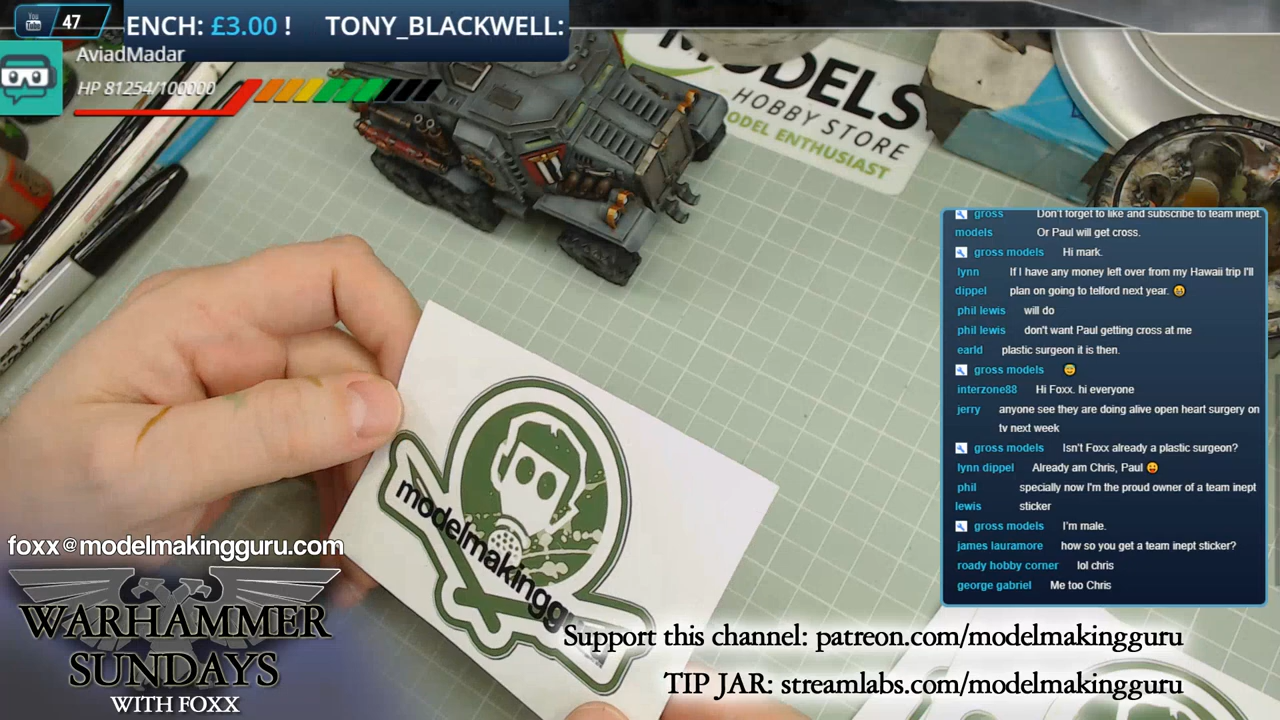 47
ENCH: £3.00 ! TONY_BLACKWELL:
AviadMadar
HP 81254/100000
MODELS
HOBBY STORE
MODEL ENTHUSIAST
gross Don't forget to like and subscribe to team inept.
models Or Paul will get cross.
gross models Hi mark.
lynn If I have any money left over from my Hawaii trip I'll
dippel plan on going to telford next year.
phil lewis will do
phil lewis don't want Paul getting cross at me
earld plastic surgeon it is then.
gross models
interzone88 Hi Foxx. hi everyone
jerry anyone see they are doing alive open heart surgery on
tv next week
gross models Isn't Foxx already a plastic surgeon?
lynn dippel Already am Chris, Paul
phil specially now I'm the proud owner of a team inept
lewis sticker
gross models I'm male.
james lauramore how so you get a team inept sticker?
roady hobby corner lol chris
george gabriel Me too Chris
modelmakinggu
foxx@modelmakingguru.com
WARHAMMER
SUNDAYS
WITH FOXX
Support this channel: patreon.com/modelmakingguru
TIP JAR: streamlabs.com/modelmakingguru